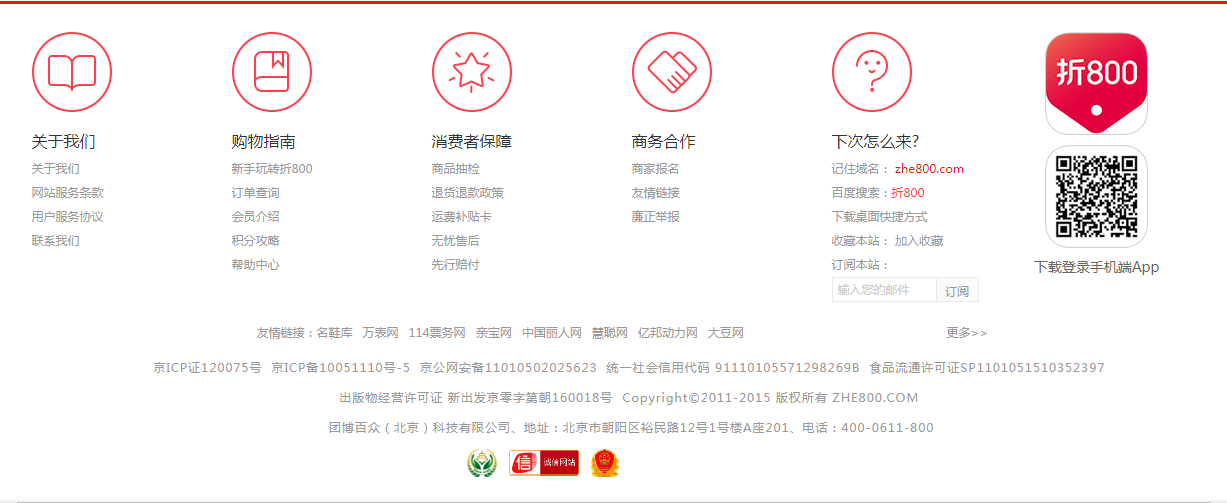 关于我们
关于我们
网站服务条款
用户服务协议
联系我们
购物指南
新手玩转折800
订单查询
会员介绍
积分攻略
帮助中心
消费者保障
商品抽检
退货退款政策
运费补贴卡
无忧售后
先行赔付
商务合作
商家报名
友情链接
廉正举报
下次怎么来?
记住域名： zhe800.com
百度搜索：折800
下载桌面快捷方式
收藏本站： 加入收藏
订阅本站：
输入您的邮件 订阅
折800
下载登录手机端App
友情链接：名鞋库 万表网 114票务网 亲宝网 中国丽人网 慧聪网 亿邦动力网 大豆网 更多>>
京ICP证120075号 京ICP备10051110号-5 京公网安备11010502025623 统一社会信用代码 91110105571298269B 食品流通许可证SP1101051510352397
出版物经营许可证 新出发京零字第朝160018号 Copyright©2011-2015 版权所有 ZHE800.COM
团博百众（北京）科技有限公司、地址：北京市朝阳区裕民路12号1号楼A座201、电话：400-0611-800
信 诚信网站